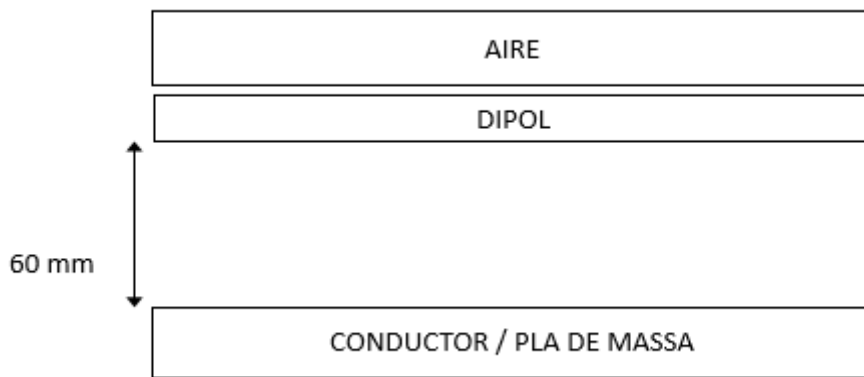 AIRE
DIPOL
60 mm
CONDUCTOR / PLA DE MASSA